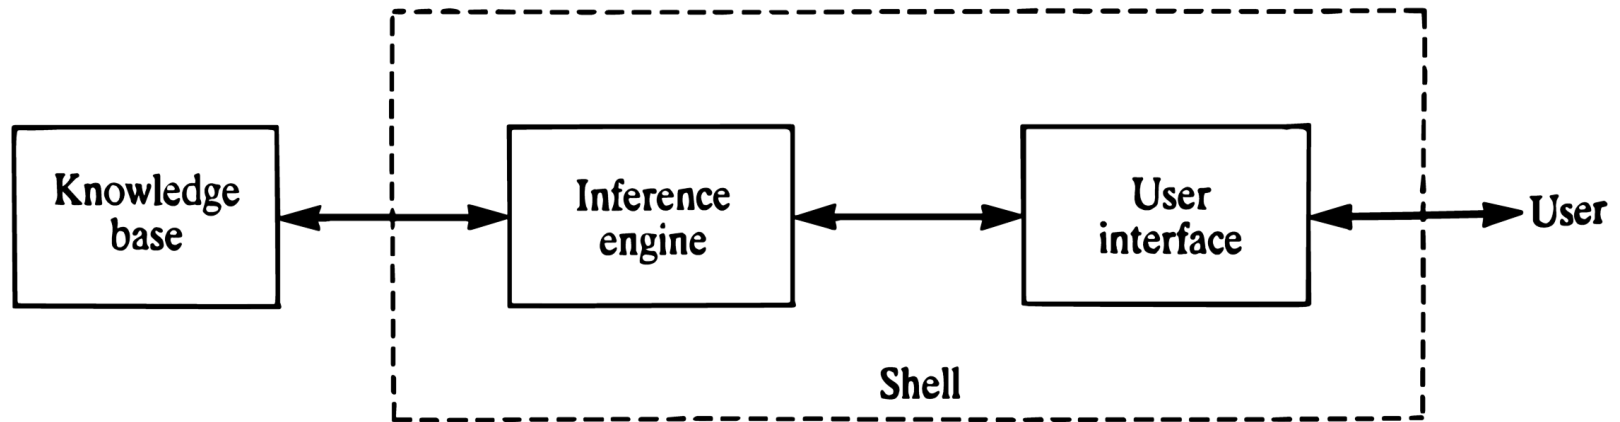 Knowledge
base
Inference
engine
User
interface
User
Shell